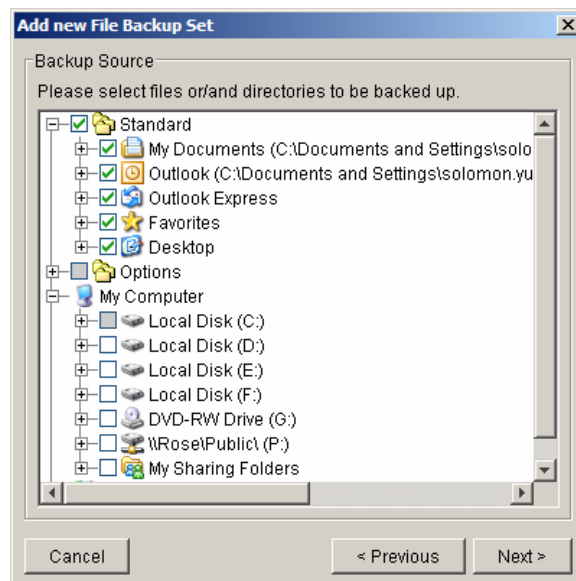 Add new File Backup Set
Backup Source
Please select files or/and directories to be backed up.
Standard
My Documents (C:\Documents and Settings\solo
Outlook (C:\Documents and Settings\solomon.yu
Outlook Express
Favorites
Desktop
Options
My Computer
Local Disk (C:)
Local Disk (D:)
Local Disk (E:)
Local Disk (F:)
DVD-RW Drive (G:)
\\Rose\Public\ (P:)
My Sharing Folders
Cancel
< Previous
Next >